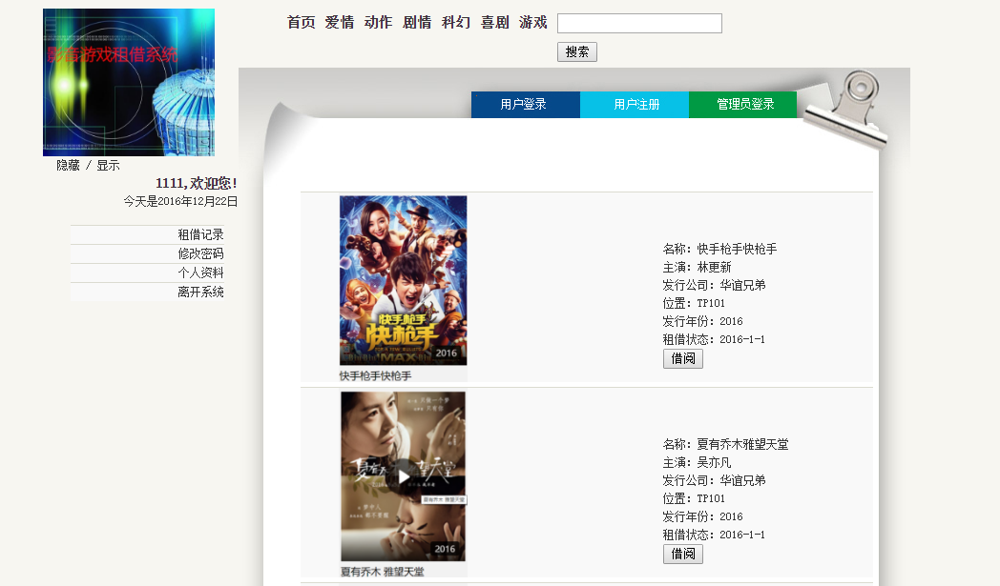 影音游戏租借系统
首页 爱情 动作 剧情 科幻 喜剧 游戏
搜索
隐藏 / 显示
1111,欢迎您!
今天是2016年12月22日
租借记录
修改密码
个人资料
离开系统
用户登录 用户注册 管理员登录
快手枪手
快枪手
2016
快手枪手快枪手
名称：快手枪手快枪手
主演：林更新
发行公司：华谊兄弟
位置：TP101
发行年份：2016
租借状态：2016-1-1
借阅
夏有乔木 雅望天堂
2016
夏有乔木 雅望天堂
名称：夏有乔木雅望天堂
主演：吴亦凡
发行公司：华谊兄弟
位置：TP101
发行年份：2016
租借状态：2016-1-1
借阅